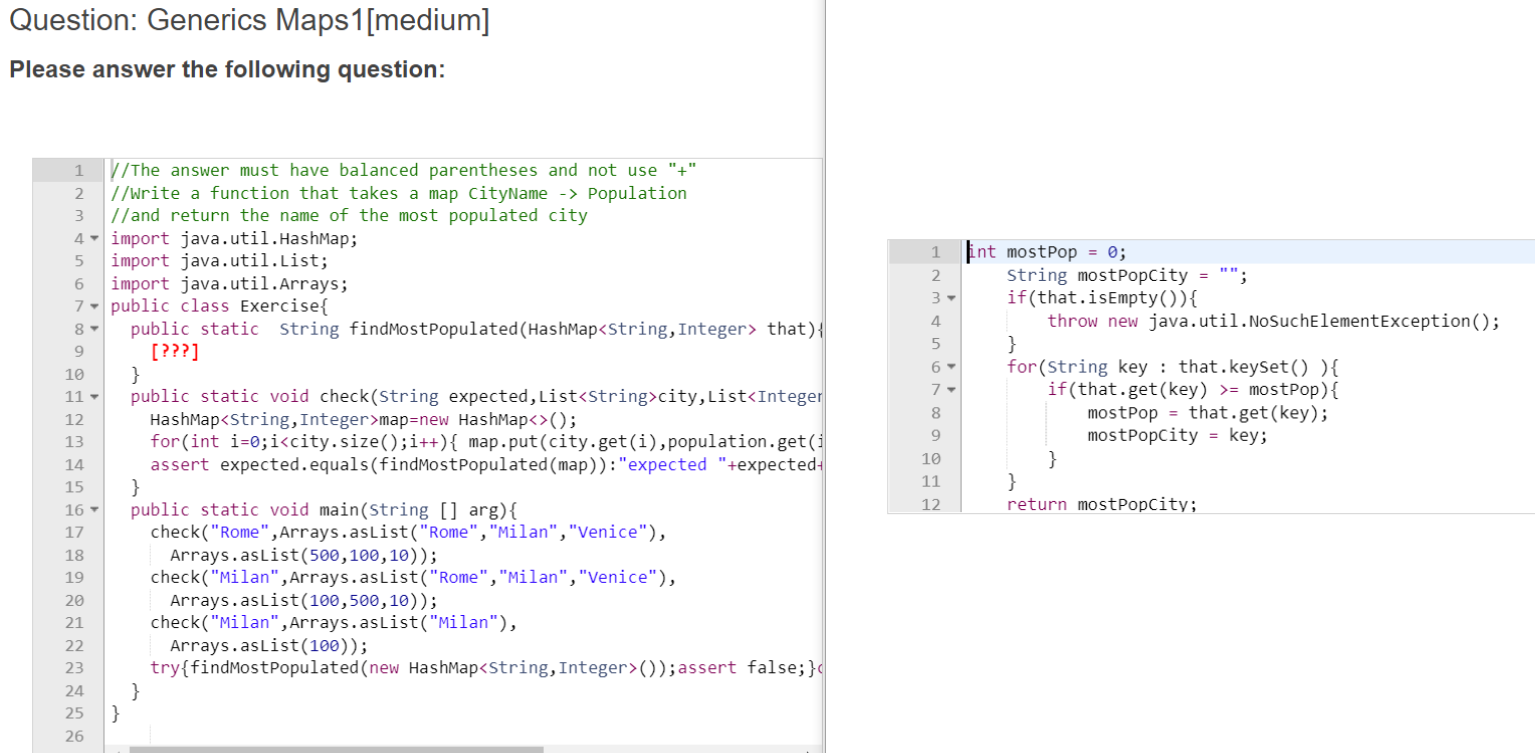 Question: Generics Maps1[medium]
Please answer the following question:
1 //The answer must have balanced parentheses and not use "+"
2 //Write a function that takes a map CityName -> Population
3 //and return the name of the most populated city
4 import java.util.HashMap;
5 import java.util.List;
6 import java.util.Arrays;
7 public class Exercise{
8   public static  String findMostPopulated(HashMap<String,Integer> that){
9     [???]
10   }
11   public static void check(String expected,List<String>city,List<Integer
12     HashMap<String,Integer>map=new HashMap<>();
13     for(int i=0;i<city.size();i++){ map.put(city.get(i),population.get(i
14     assert expected.equals(findMostPopulated(map)):"expected "+expected+
15   }
16   public static void main(String [] arg){
17     check("Rome",Arrays.asList("Rome","Milan","Venice"),
18       Arrays.asList(500,100,10));
19     check("Milan",Arrays.asList("Rome","Milan","Venice"),
20       Arrays.asList(100,500,10));
21     check("Milan",Arrays.asList("Milan"),
22       Arrays.asList(100));
23     try{findMostPopulated(new HashMap<String,Integer>());assert false;}c
24   }
25 }
26
1 int mostPop = 0;
2     String mostPopCity = "";
3     if(that.isEmpty()){
4         throw new java.util.NoSuchElementException();
5     }
6     for(String key : that.keySet() ){
7         if(that.get(key) >= mostPop){
8             mostPop = that.get(key);
9             mostPopCity = key;
10         }
11     }
12     return mostPopCity;